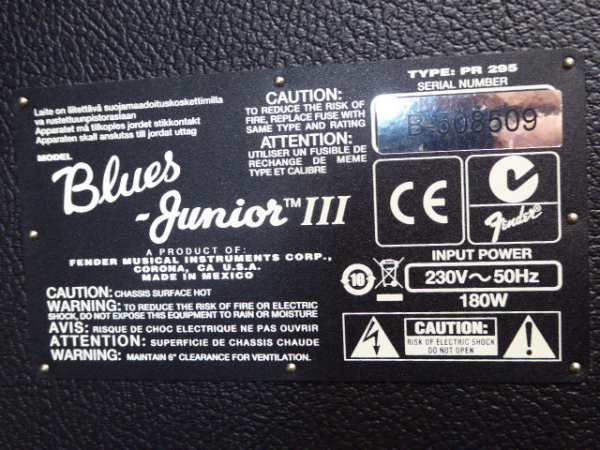 Laite on liitettävä suojamaadoituskoskettimilla
va rustettuunpistorasiaan
Apparatet må tilkoples jordet stikkontakt
Apparaten skall anslutas till jordat uttag
CAUTION:
TO REDUCE THE RISK OF
FIRE, REPLACE FUSE WITH
SAME TYPE AND RATING
ATTENTION:
UTILISER UN FUSIBLE DE
RECHANGE DE MEME
TYPE ET CALIBRE
TYPE: PR 295
SERIAL NUMBER
B-508509
MODEL
Blues
Junior™ III
A PRODUCT OF:
FENDER MUSICAL INSTRUMENTS CORP.,
CORONA, CA U.S.A.
MADE IN MEXICO
CE
Fender
INPUT POWER
10
230V~50Hz
180W
CAUTION: CHASSIS SURFACE HOT
WARNING: TO REDUCE THE RISK OF FIRE OR ELECTRIC
SHOCK, DO NOT EXPOSE THIS EQUIPMENT TO RAIN OR MOISTURE
AVIS: RISQUE DE CHOC ELECTRIQUE NE PAS OUVRIR
ATTENTION: SUPERFICIE DE CHASSIS CHAUDE
WARNING: MAINTAIN 6" CLEARANCE FOR VENTILATION.
CAUTION:
RISK OF ELECTRIC SHOCK
DO NOT OPEN